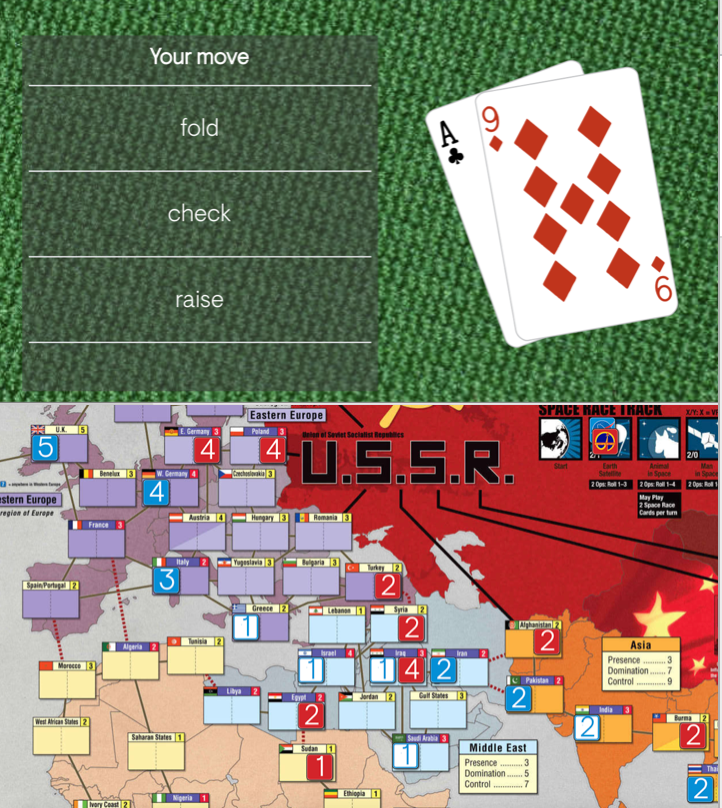 Your move
fold
check
raise
A
9
9
Eastern Europe
SPACE RACE TRACK
X/Y: X = V
U.K. 5
5
E. Germany 3
4
Poland 3
4
Union of Soviet Socialist Republics
U.S.S.R.
Start
Earth Satellite
Animal in Space
Man in Space
2/0
2 Ops: Roll 1-3
2 Ops: Roll 1-4
2 Ops: Roll 1
May Play
2 Space Race
Cards per turn
Benelux 3
W. Germany 4
4
Czechoslovakia 3
= anywhere in Western Europe
estern Europe
region of Europe
France 3
Austria 4
Hungary 3
Romania 3
Spain/Portugal 2
Italy 2
3
Yugoslavia 3
Bulgaria 3
Turkey 2
2
Greece 2
1
Lebanon 1
Syria 2
2
Afghanistan 2
2
Algeria 2
Tunisia 2
Israel 4
1
Iraq 3
1
4
Iran 2
2
Asia
Presence .......... 3
Domination ....... 7
Control ............ 9
Morocco 3
Libya 2
Egypt 2
2
Jordan 2
Gulf States 3
Pakistan 2
2
India 3
2
Burma 2
2
West African States 2
Saharan States 1
Sudan 1
1
Saudi Arabia 3
1
Middle East
Presence .......... 3
Domination ....... 5
Control ............ 7
Thai
2
Ivory Coast 2
Nigeria 1
Ethiopia 1